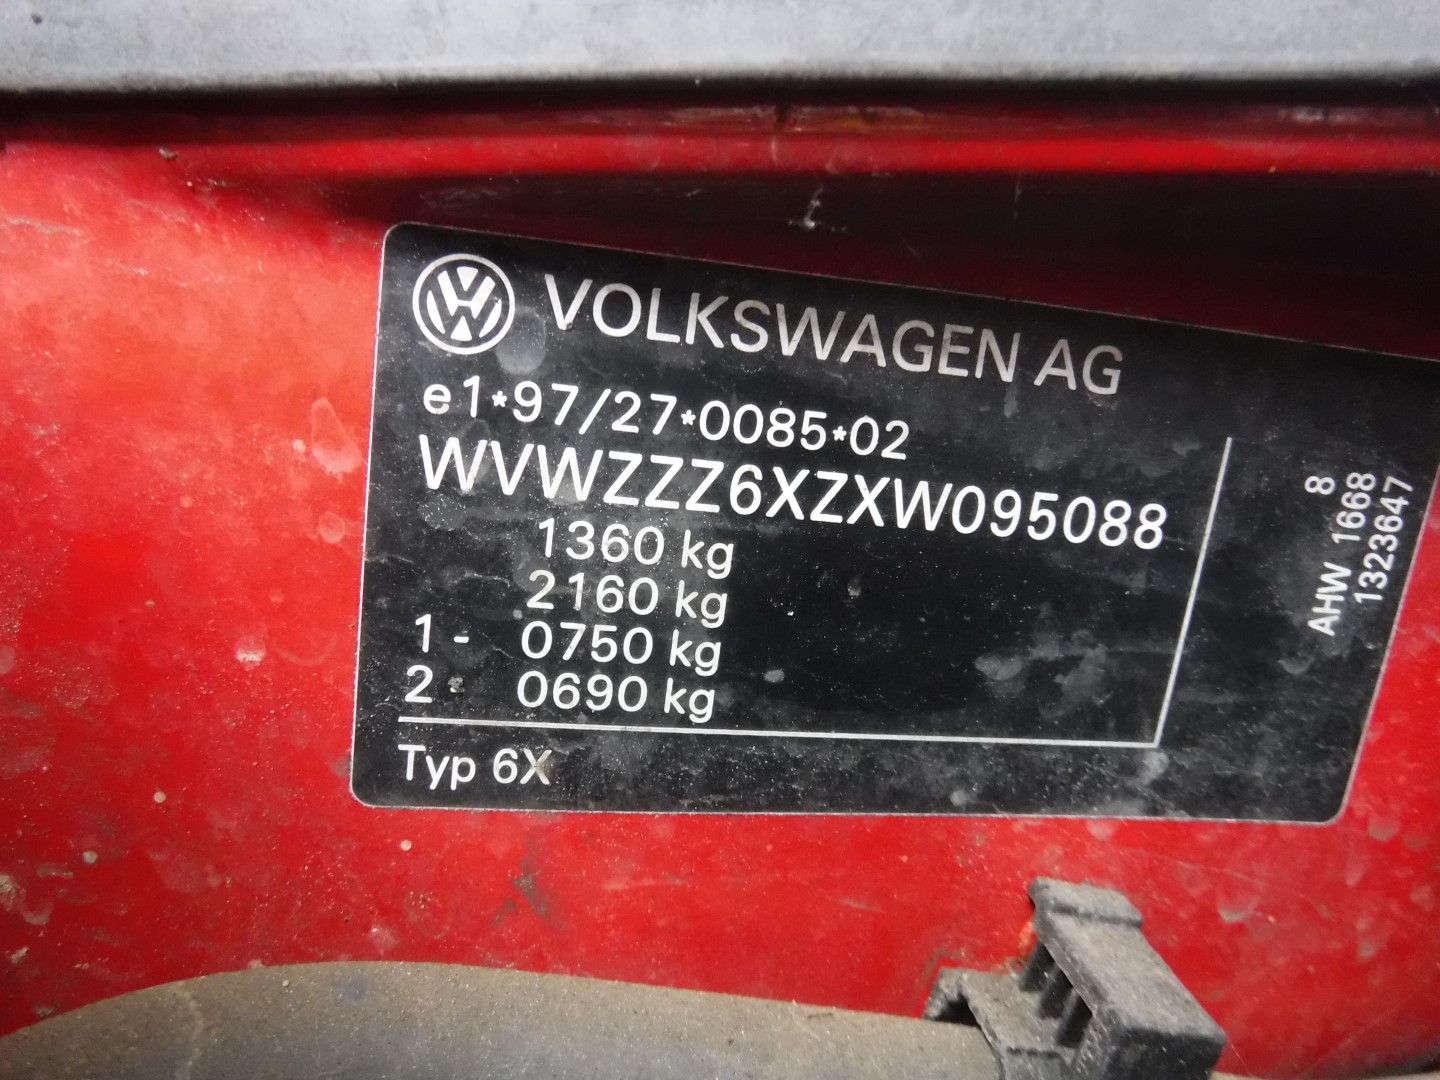 VOLKSWAGEN AG
e1*97/27*0085*02
WVWZZZ6XZXW095088
1360 kg
2160 kg
1- 0750 kg
2- 0690 kg
Typ 6X
8
AHW 1668
1323647